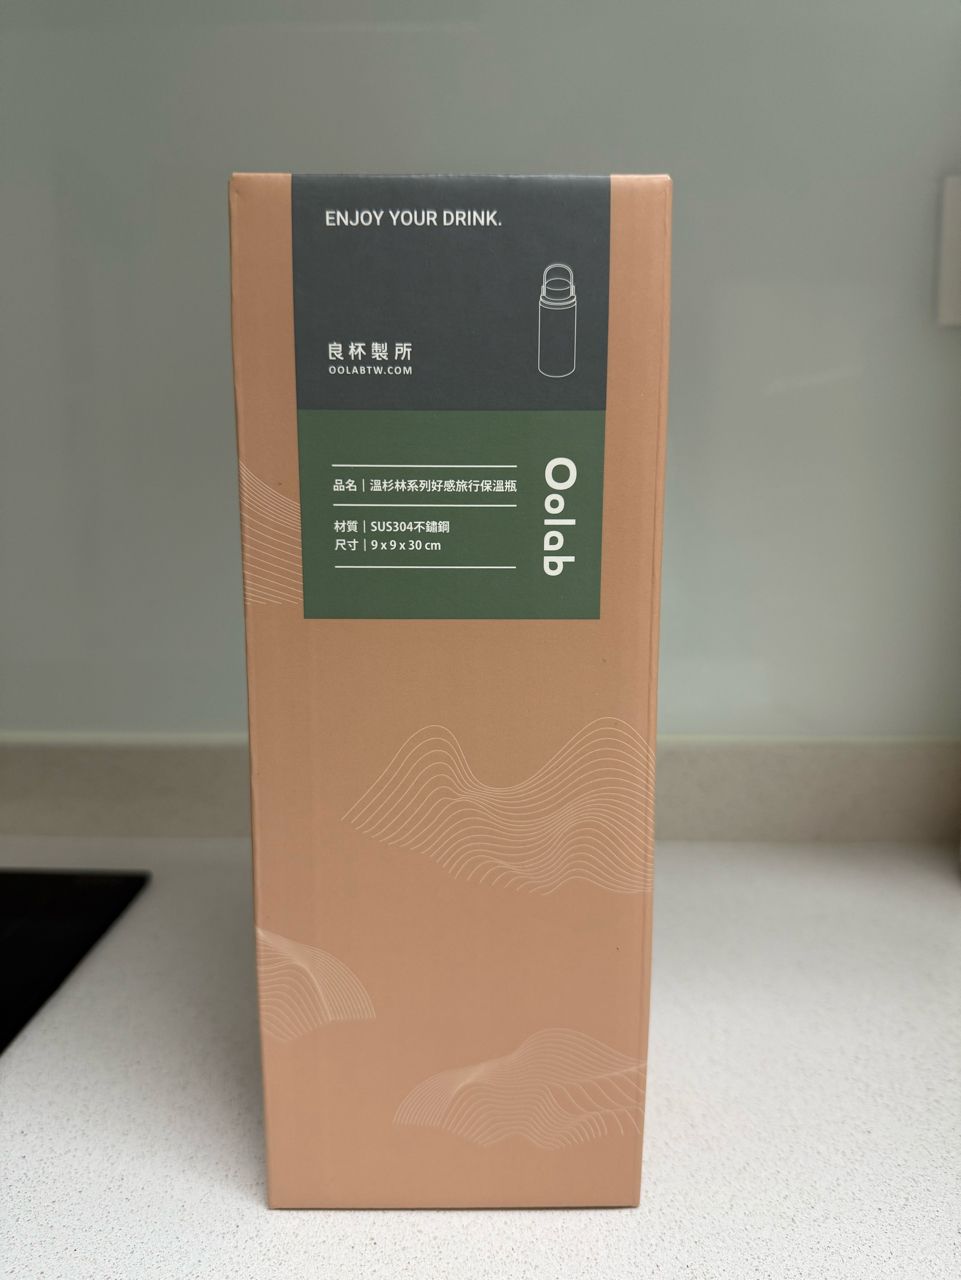 ENJOY YOUR DRINK.
良杯製所
OOLABTW.COM
品名｜溫杉林系列好感旅行保溫瓶
材質｜SUS304不鏽鋼
尺寸｜9 x 9 x 30 cm
Oolab